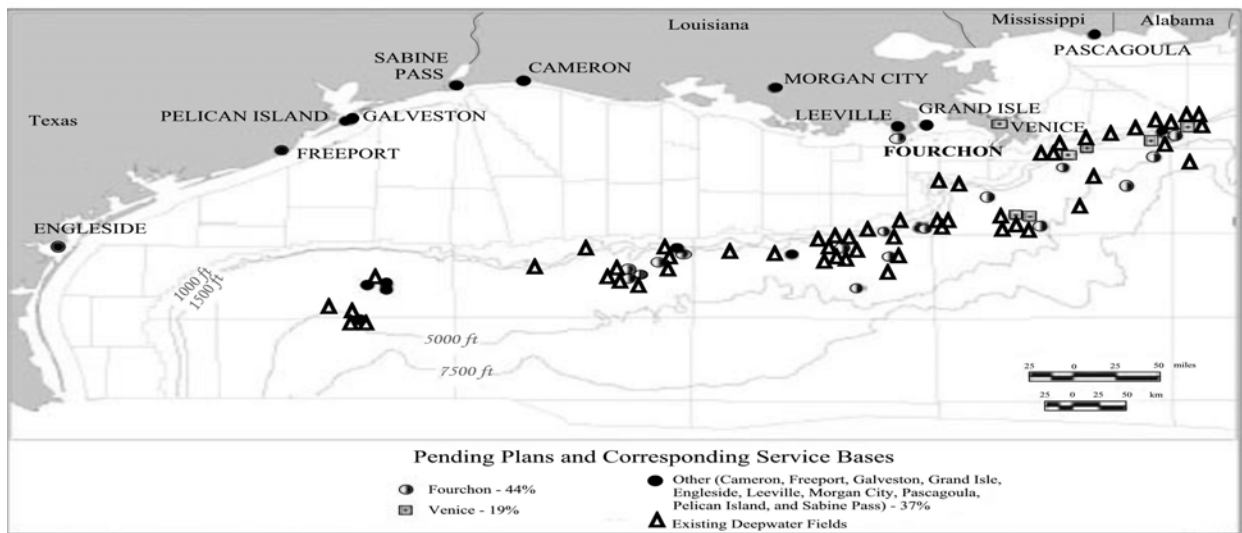 Louisiana
Mississippi
Alabama
Texas
SABINE
PASS
CAMERON
MORGAN CITY
PASCAGOULA
PELICAN ISLAND
GALVESTON
LEEVILLE
GRAND ISLE
VENICE
FREEPORT
FOURCHON
ENGLESIDE
1000 ft
1500 ft
5000 ft
7500 ft
25 0 25 50 miles
25 0 25 50 km
Pending Plans and Corresponding Service Bases
Fourchon - 44%
Venice - 19%
Other (Cameron, Freeport, Galveston, Grand Isle,
Engleside, Leeville, Morgan City, Pascagoula,
Pelican Island, and Sabine Pass) - 37%
Existing Deepwater Fields